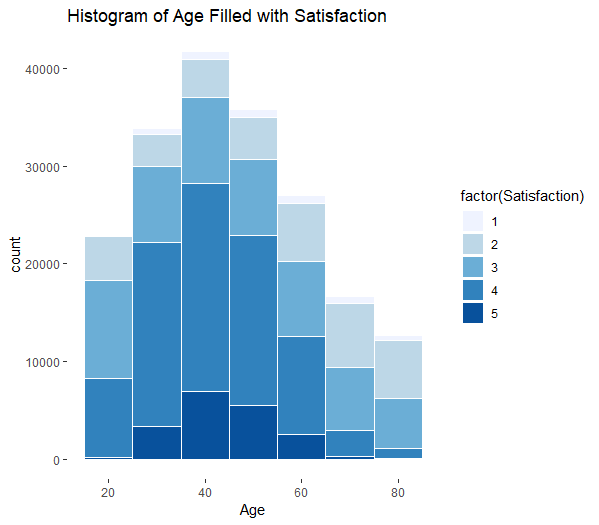 Histogram of Age Filled with Satisfaction
40000
30000
20000
10000
0
count
20 40 60 80
Age
factor(Satisfaction)
1
2
3
4
5